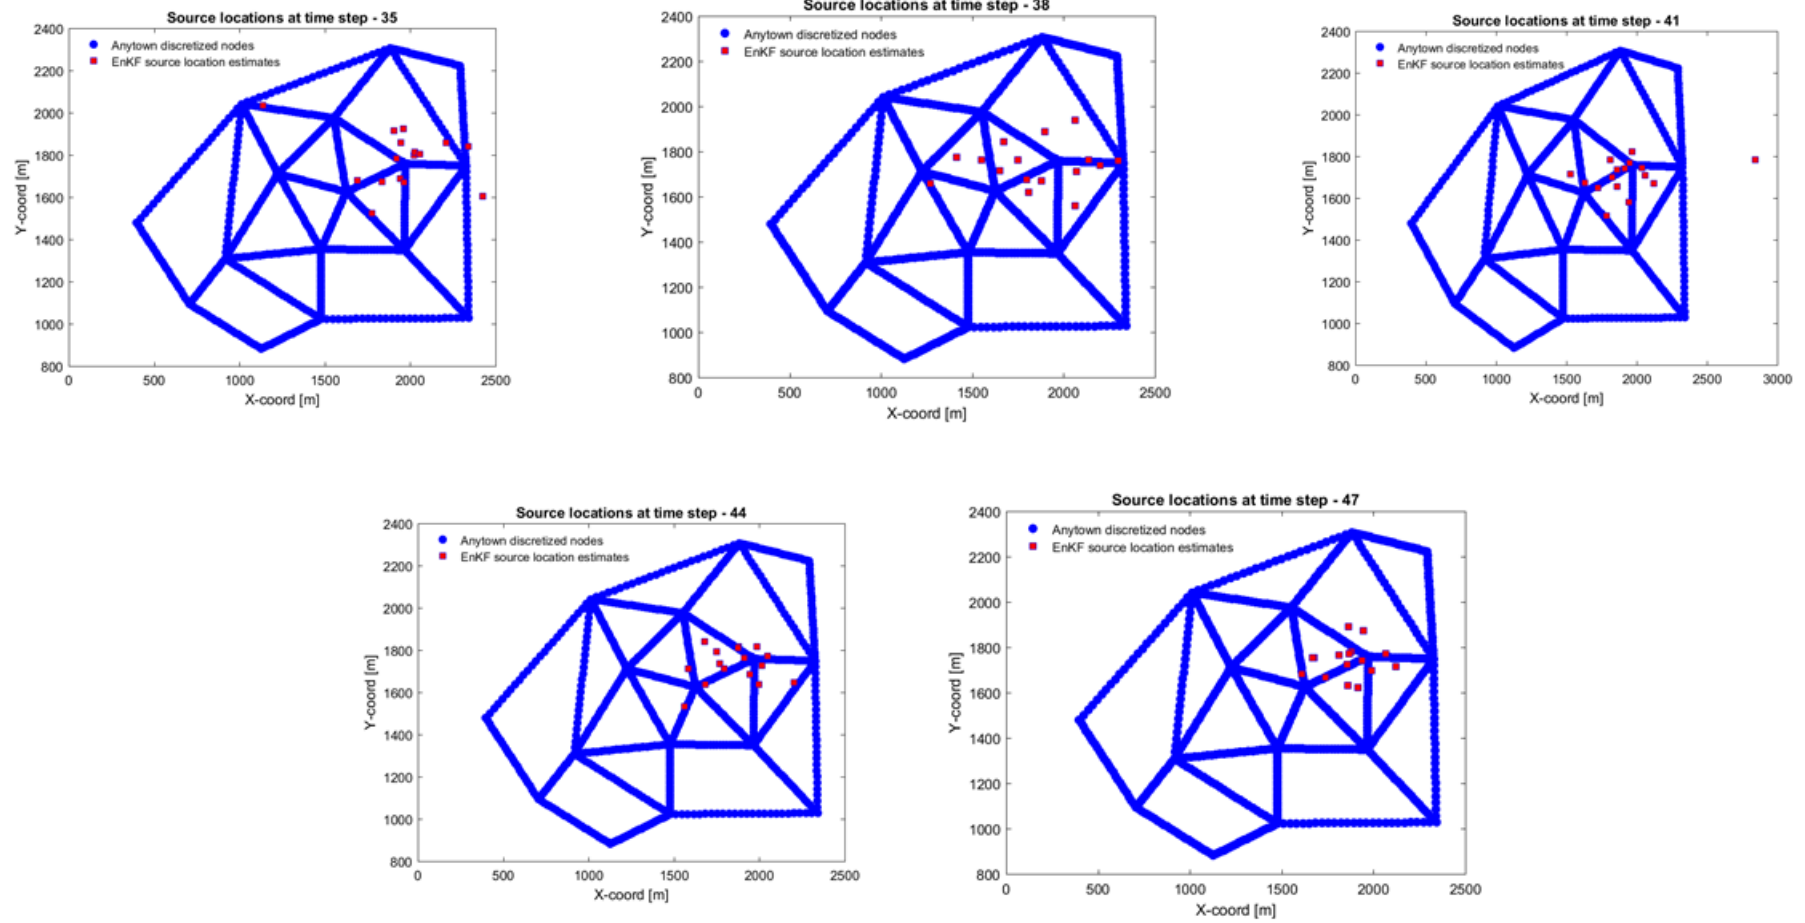 Source locations at time step - 35
2400
2200
2000
1800
1600
1400
1200
1000
800
Y-coord [m]
Anytown discretized nodes
EnKF source location estimates
0 500 1000 1500 2000 2500
X-coord [m]
Source locations at time step - 38
2400
2200
2000
1800
1600
1400
1200
1000
800
Y-coord [m]
Anytown discretized nodes
EnKF source location estimates
0 500 1000 1500 2000 2500
X-coord [m]
Source locations at time step - 41
2400
2200
2000
1800
1600
1400
1200
1000
800
Y-coord [m]
Anytown discretized nodes
EnKF source location estimates
0 500 1000 1500 2000 2500 3000
X-coord [m]
Source locations at time step - 44
2400
2200
2000
1800
1600
1400
1200
1000
800
Y-coord [m]
Anytown discretized nodes
EnKF source location estimates
0 500 1000 1500 2000 2500
X-coord [m]
Source locations at time step - 47
2400
2200
2000
1800
1600
1400
1200
1000
800
Y-coord [m]
Anytown discretized nodes
EnKF source location estimates
0 500 1000 1500 2000 2500
X-coord [m]